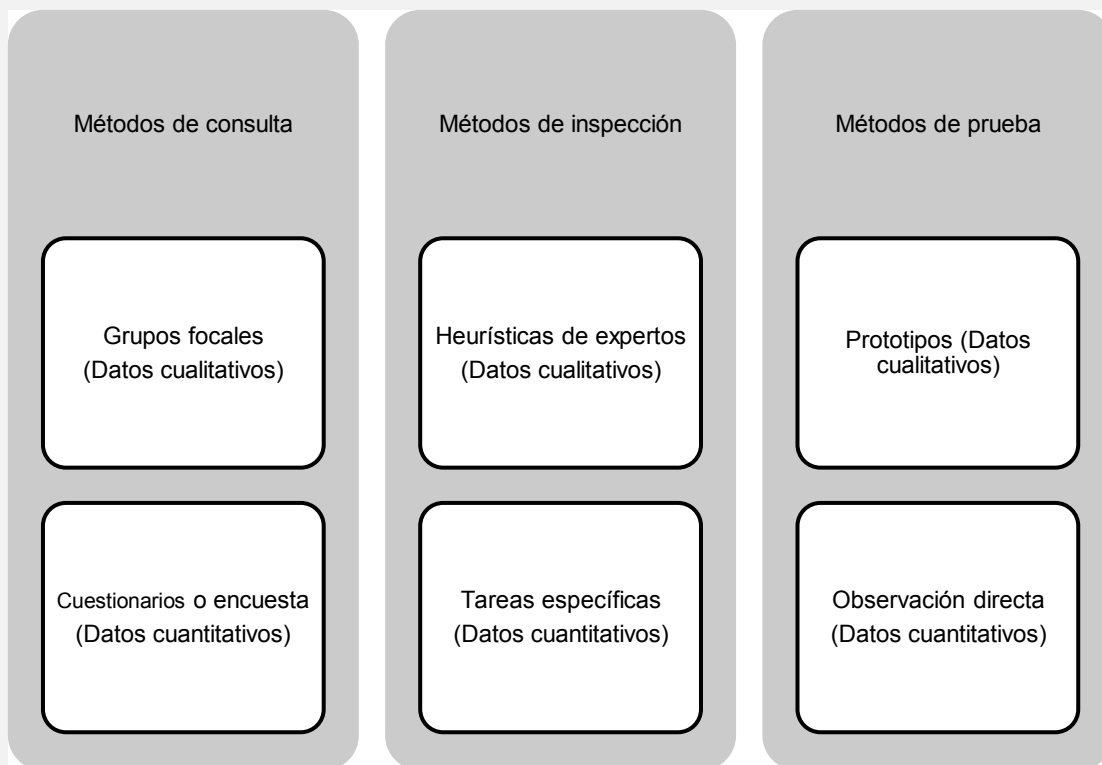 Métodos de consulta
Grupos focales
(Datos cualitativos)
Cuestionarios o encuesta
(Datos cuantitativos)
Métodos de inspección
Heurísticas de expertos
(Datos cualitativos)
Tareas específicas
(Datos cuantitativos)
Métodos de prueba
Prototipos (Datos
cualitativos)
Observación directa
(Datos cuantitativos)